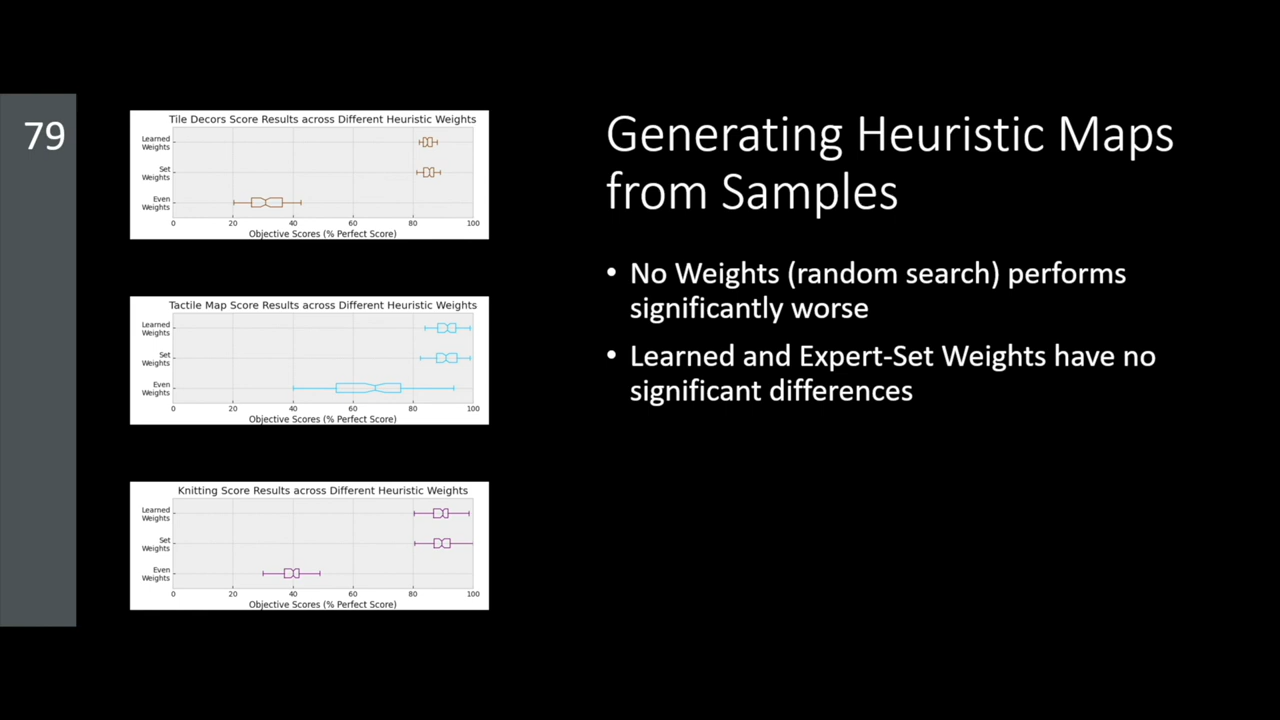 79
Tile Decors Score Results across Different Heuristic Weights
Learned
Weights
Set
Weights
Even
Weights
0 20 40 60 80 100
Objective Scores (% Perfect Score)
Tactile Map Score Results across Different Heuristic Weights
Learned
Weights
Set
Weights
Even
Weights
0 20 40 60 80 100
Objective Scores (% Perfect Score)
Knitting Score Results across Different Heuristic Weights
Learned
Weights
Set
Weights
Even
Weights
0 20 40 60 80 100
Objective Scores (% Perfect Score)
Generating Heuristic Maps
from Samples
• No Weights (random search) performs
significantly worse
• Learned and Expert-Set Weights have no
significant differences